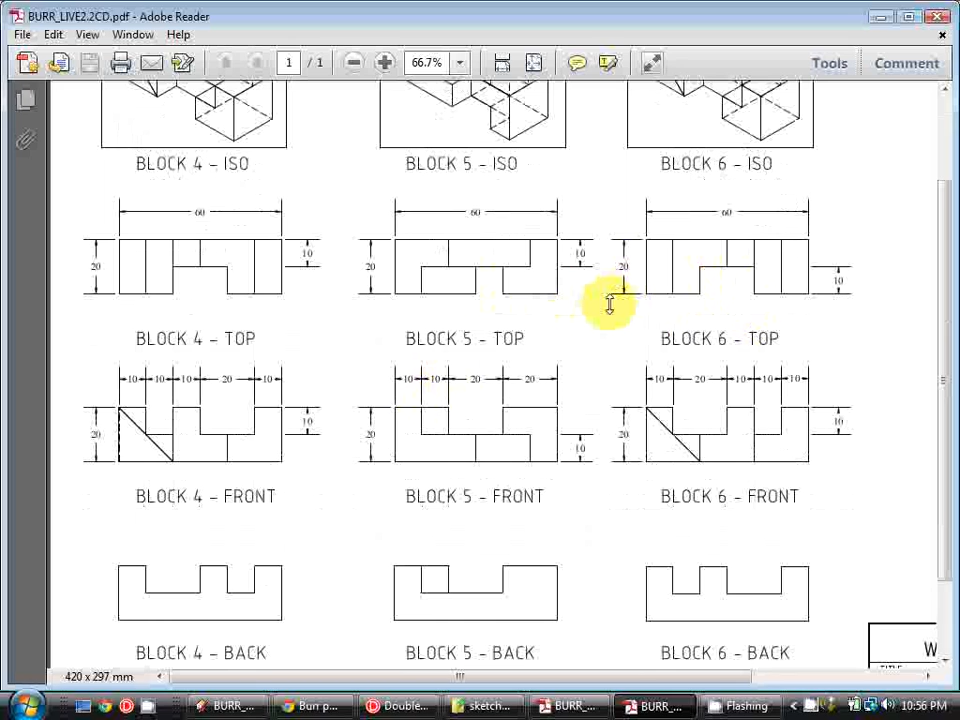 BURR_LIVE2.2CD.pdf - Adobe Reader
File Edit View Window Help
1 / 1 66.7% Tools Comment
BLOCK 4 - ISO BLOCK 5 - ISO BLOCK 6 - ISO
60 60 60
20 10 20 10 20 10
BLOCK 4 - TOP BLOCK 5 - TOP BLOCK 6 - TOP
10 10 10 20 10 10 10 20 20 10 20 10 10 10
20 10 20 10 20 10
BLOCK 4 - FRONT BLOCK 5 - FRONT BLOCK 6 - FRONT
BLOCK 4 - BACK BLOCK 5 - BACK BLOCK 6 - BACK
W
420 x 297 mm
BURR_... Burr p... Double... sketch... BURR_... BURR_... Flashing 10:56 PM